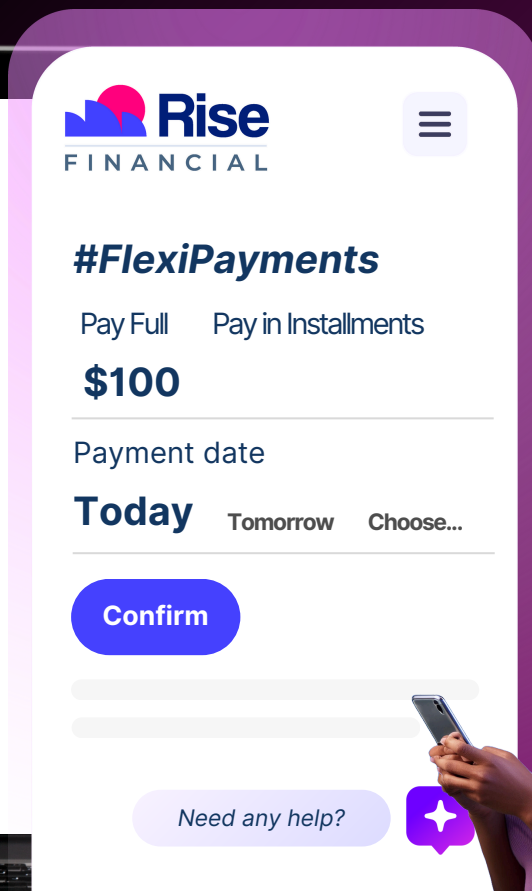 Rise
FINANCIAL
#FlexiPayments
Pay Full Pay in Installments
$100
Payment date
Today Tomorrow Choose...
Confirm
Need any help?